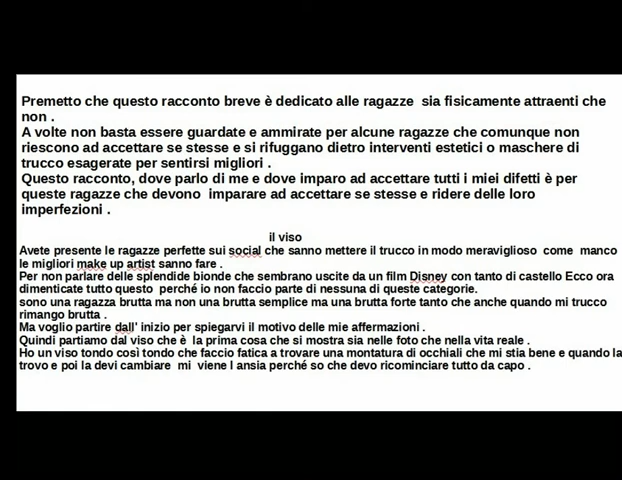 Premetto che questo racconto breve è dedicato alle ragazze sia fisicamente attraenti che
non .
A volte non basta essere guardate e ammirate per alcune ragazze che comunque non
riescono ad accettare se stesse e si rifuggano dietro interventi estetici o maschere di
trucco esagerate per sentirsi migliori .
Questo racconto, dove parlo di me e dove imparo ad accettare tutti i miei difetti è per
queste ragazze che devono imparare ad accettare se stesse e ridere delle loro
imperfezioni .
il viso
Avete presente le ragazze perfette sui social che sanno mettere il trucco in modo meraviglioso come manco
le migliori make up artist sanno fare .
Per non parlare delle splendide bionde che sembrano uscite da un film Disney con tanto di castello Ecco ora
dimenticate tutto questo perché io non faccio parte di nessuna di queste categorie.
sono una ragazza brutta ma non una brutta semplice ma una brutta forte tanto che anche quando mi trucco
rimango brutta .
Ma voglio partire dall' inizio per spiegarvi il motivo delle mie affermazioni .
Quindi partiamo dal viso che è la prima cosa che si mostra sia nelle foto che nella vita reale .
Ho un viso tondo così tondo che faccio fatica a trovare una montatura di occhiali che mi stia bene e quando la
trovo e poi la devi cambiare mi viene l ansia perché so che devo ricominciare tutto da capo .